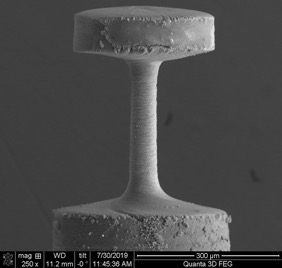 mag WD tilt 7/30/2019 300 µm
250 x 11.2 mm -0 ° 11:45:36 AM Quanta 3D FEG